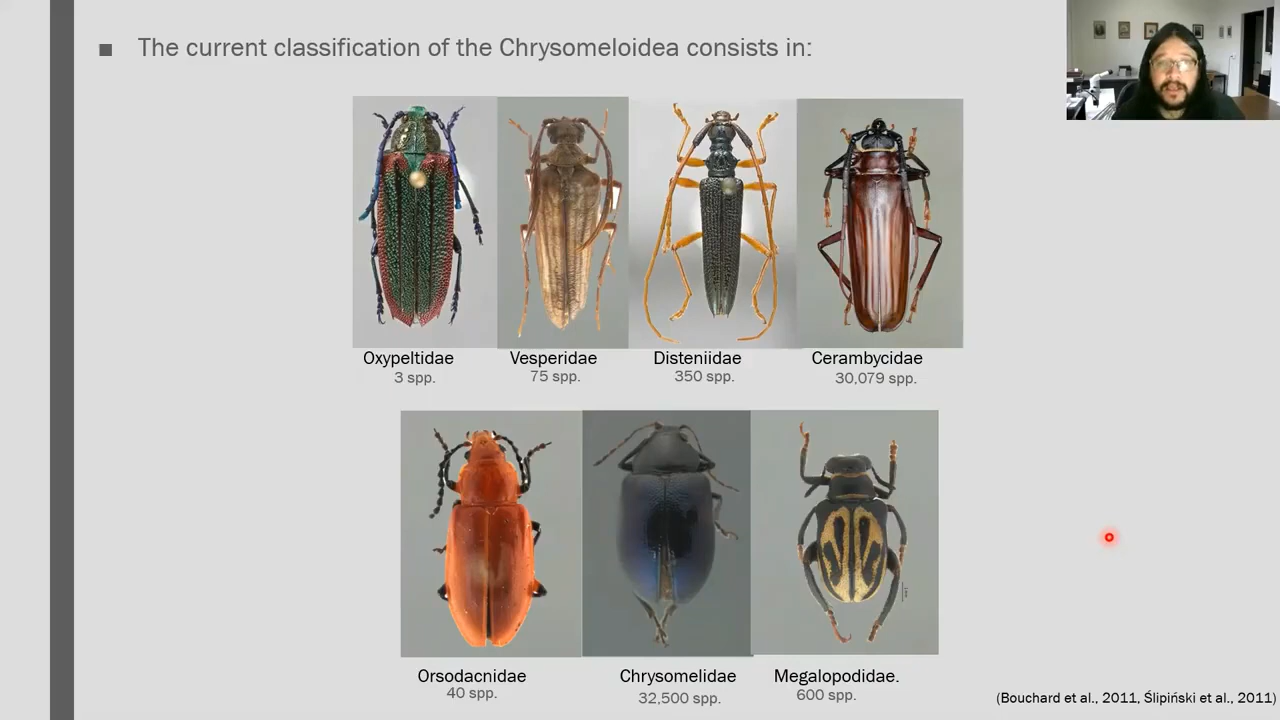 The current classification of the Chrysomeloidea consists in:
Oxypeltidae Vesperidae Disteniidae Cerambycidae
3 spp. 75 spp. 350 spp. 30,079 spp.
Orsodacnidae Chrysomelidae Megalopodidae.
40 spp. 32,500 spp. 600 spp.
(Bouchard et al., 2011, Ślipiński et al., 2011)